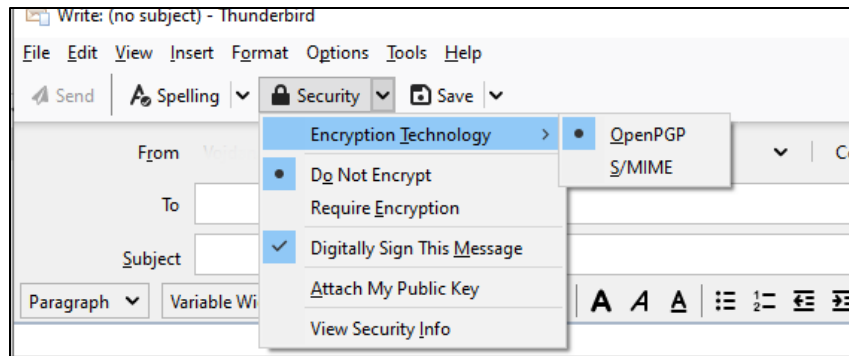 Write: (no subject) - Thunderbird
File Edit View Insert Format Options Tools Help
Send Spelling Security Save
Encryption Technology OpenPGP
S/MIME
From
Do Not Encrypt
To Require Encryption
Digitally Sign This Message
Subject
Attach My Public Key
Paragraph Variable Wi A A A
View Security Info